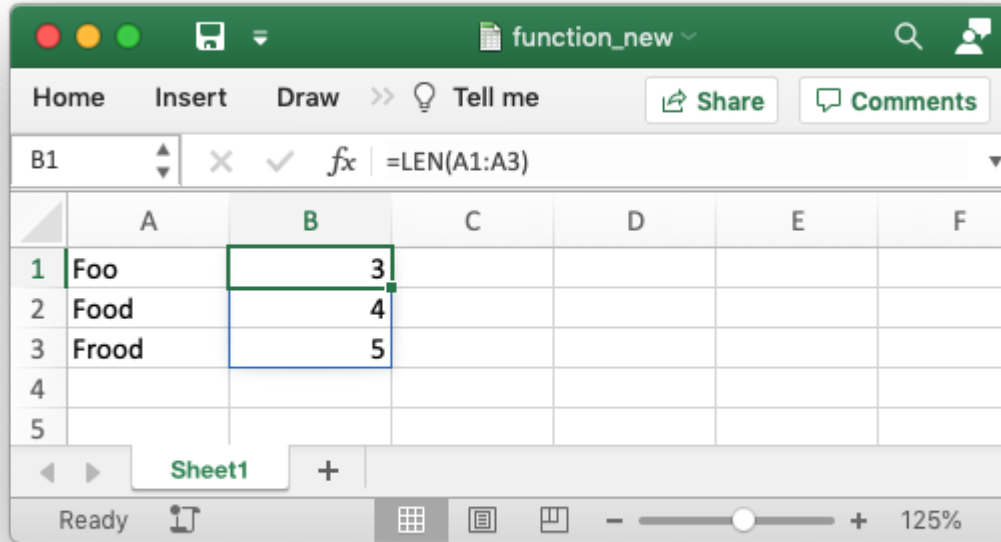 function_new
Home Insert Draw Tell me Share Comments
B1 fx =LEN(A1:A3)
A B C D E F
1 Foo 3
2 Food 4
3 Frood 5
4
5
Sheet1 +
Ready 125%